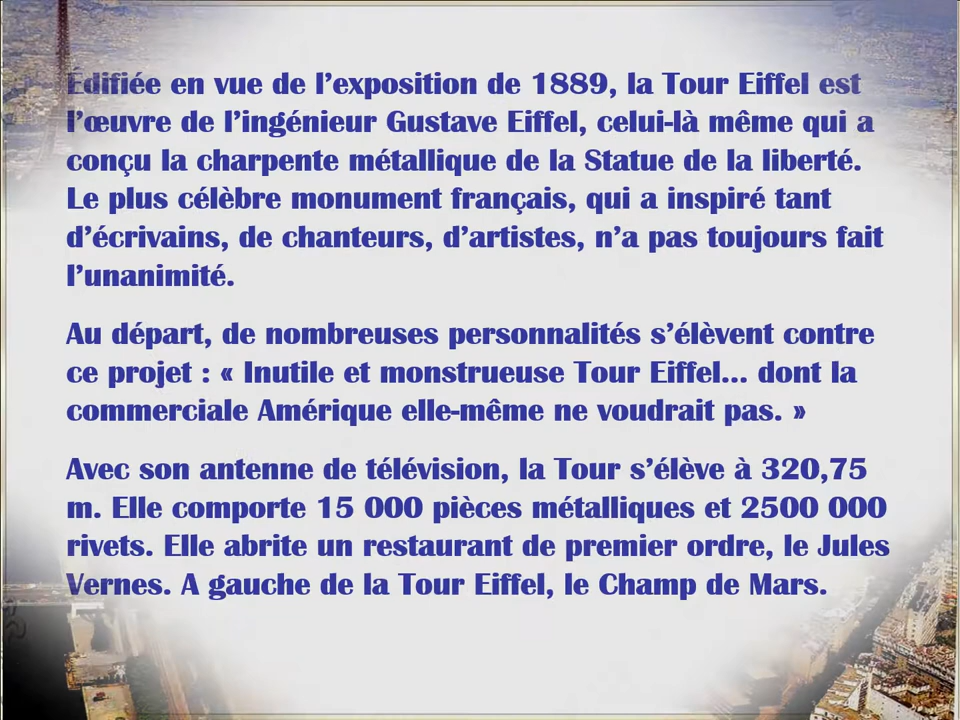 Édifiée en vue de l’exposition de 1889, la Tour Eiffel est
l’œuvre de l’ingénieur Gustave Eiffel, celui-là même qui a
conçu la charpente métallique de la Statue de la liberté.
Le plus célèbre monument français, qui a inspiré tant
d’écrivains, de chanteurs, d’artistes, n’a pas toujours fait
l’unanimité.
Au départ, de nombreuses personnalités s’élèvent contre
ce projet : « Inutile et monstrueuse Tour Eiffel… dont la
commerciale Amérique elle-même ne voudrait pas. »
Avec son antenne de télévision, la Tour s’élève à 320,75
m. Elle comporte 15 000 pièces métalliques et 2500 000
rivets. Elle abrite un restaurant de premier ordre, le Jules
Vernes. A gauche de la Tour Eiffel, le Champ de Mars.